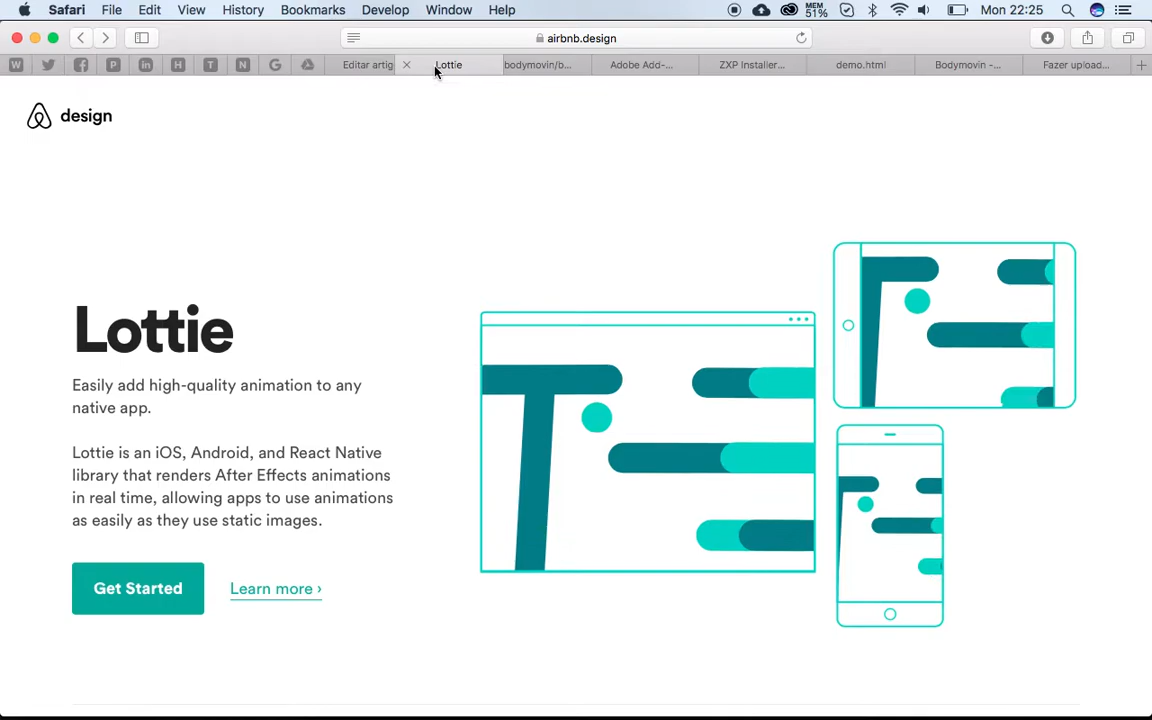 Safari File Edit View History Bookmarks Develop Window Help MEM 51% Mon 22:25
airbnb.design
W P in H T N G Editar artig Lottie bodymovin/b... Adobe Add-... ZXP Installer... demo.html Bodymovin -... Fazer upload...
design
Lottie
Easily add high-quality animation to any
native app.
Lottie is an iOS, Android, and React Native
library that renders After Effects animations
in real time, allowing apps to use animations
as easily as they use static images.
Get Started Learn more ›